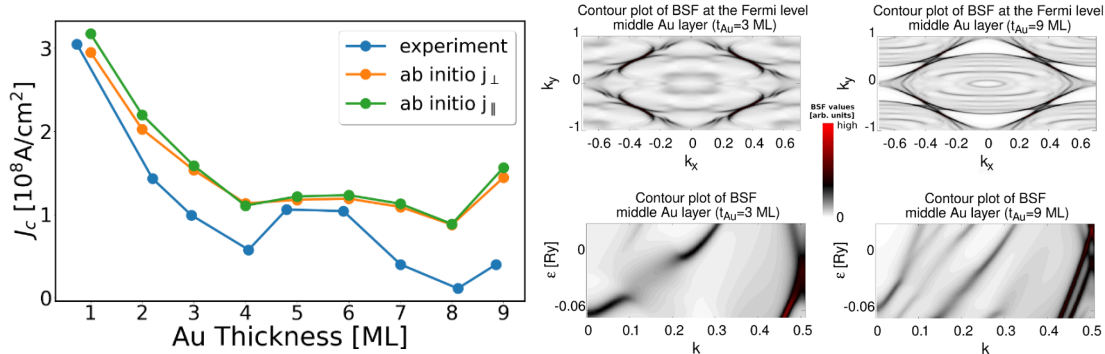 J_c [10^8 A/cm^2]
3
2
1
0
experiment
ab initio j_⊥
ab initio j_∥
1 2 3 4 5 6 7 8 9
Au Thickness [ML]
Contour plot of BSF at the Fermi level
middle Au layer (t_Au=3 ML)
1
0
-1
k_y
-0.6 -0.4 -0.2 0 0.2 0.4 0.6
k_x
Contour plot of BSF at the Fermi level
middle Au layer (t_Au=9 ML)
1
0
-1
k_y
-0.6 -0.4 -0.2 0 0.2 0.4 0.6
k_x
BSF values
[arb. units]
high
0
Contour plot of BSF
middle Au layer (t_Au=3 ML)
ε [Ry]
0
-0.06
0 0.1 0.2 0.3 0.4 0.5
k
Contour plot of BSF
middle Au layer (t_Au=9 ML)
ε [Ry]
0
-0.06
0 0.1 0.2 0.3 0.4 0.5
k